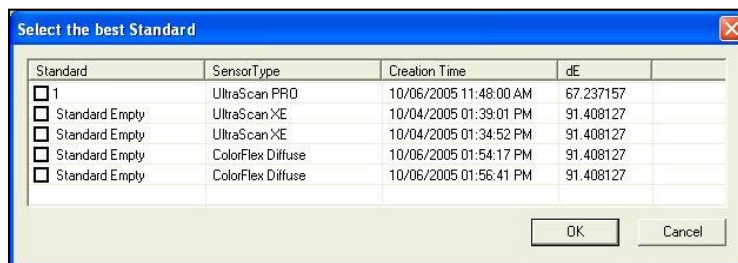 Select the best Standard
Standard SensorType Creation Time dE
1 UltraScan PRO 10/06/2005 11:48:00 AM 67.237157
Standard Empty UltraScan XE 10/04/2005 01:39:01 PM 91.408127
Standard Empty UltraScan XE 10/04/2005 01:34:52 PM 91.408127
Standard Empty ColorFlex Diffuse 10/06/2005 01:54:17 PM 91.408127
Standard Empty ColorFlex Diffuse 10/06/2005 01:56:41 PM 91.408127
OK Cancel